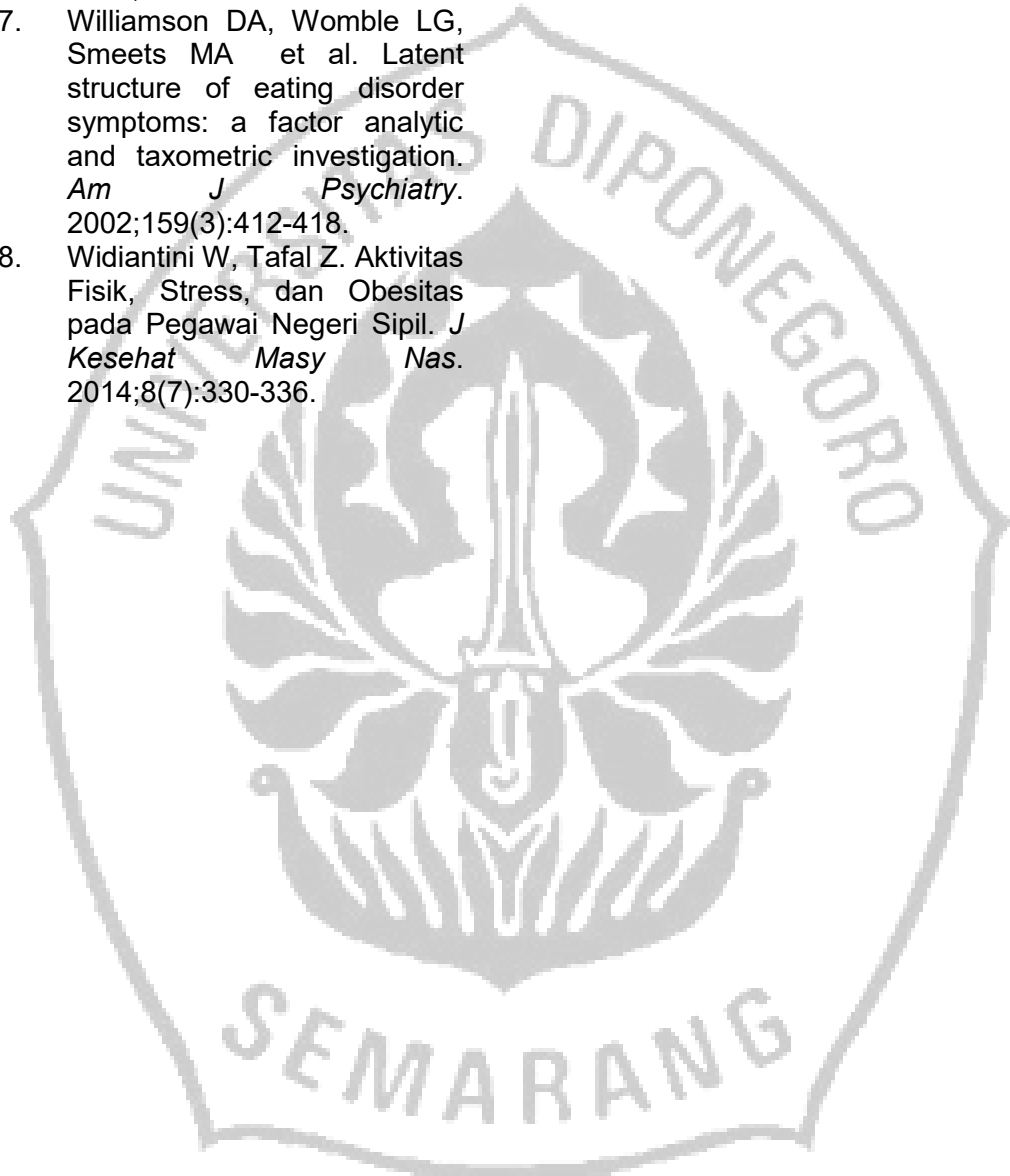 7. Williamson DA, Womble LG,
Smeets MA et al. Latent
structure of eating disorder
symptoms: a factor analytic
and taxometric investigation.
Am J Psychiatry.
2002;159(3):412-418.
8. Widiantini W, Tafal Z. Aktivitas
Fisik, Stress, dan Obesitas
pada Pegawai Negeri Sipil. J
Kesehat Masy Nas.
2014;8(7):330-336.
UNIVERSITAS DIPONEGORO
SEMARANG